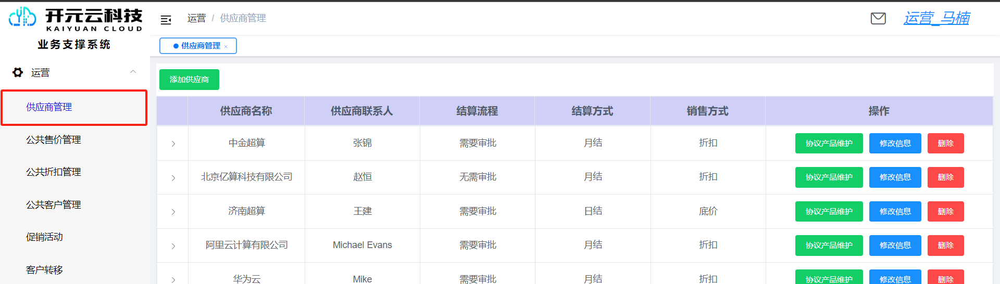 开元云科技
KAIYUAN CLOUD
业务支撑系统
运营
供应商管理
公共售价管理
公共折扣管理
公共客户管理
促销活动
客户转移
运营 / 供应商管理
运营_马楠
供应商管理 ×
添加供应商
供应商名称 供应商联系人 结算流程 结算方式 销售方式 操作
中金超算 张锦 需要审批 月结 折扣 协议产品维护 修改信息 删除
北京亿算科技有限公司 赵恒 无需审批 月结 折扣 协议产品维护 修改信息 删除
济南超算 王建 需要审批 日结 底价 协议产品维护 修改信息 删除
阿里云计算有限公司 Michael Evans 需要审批 月结 折扣 协议产品维护 修改信息 删除
华为云 Mike 需要审批 月结 折扣 协议产品维护 修改信息 删除